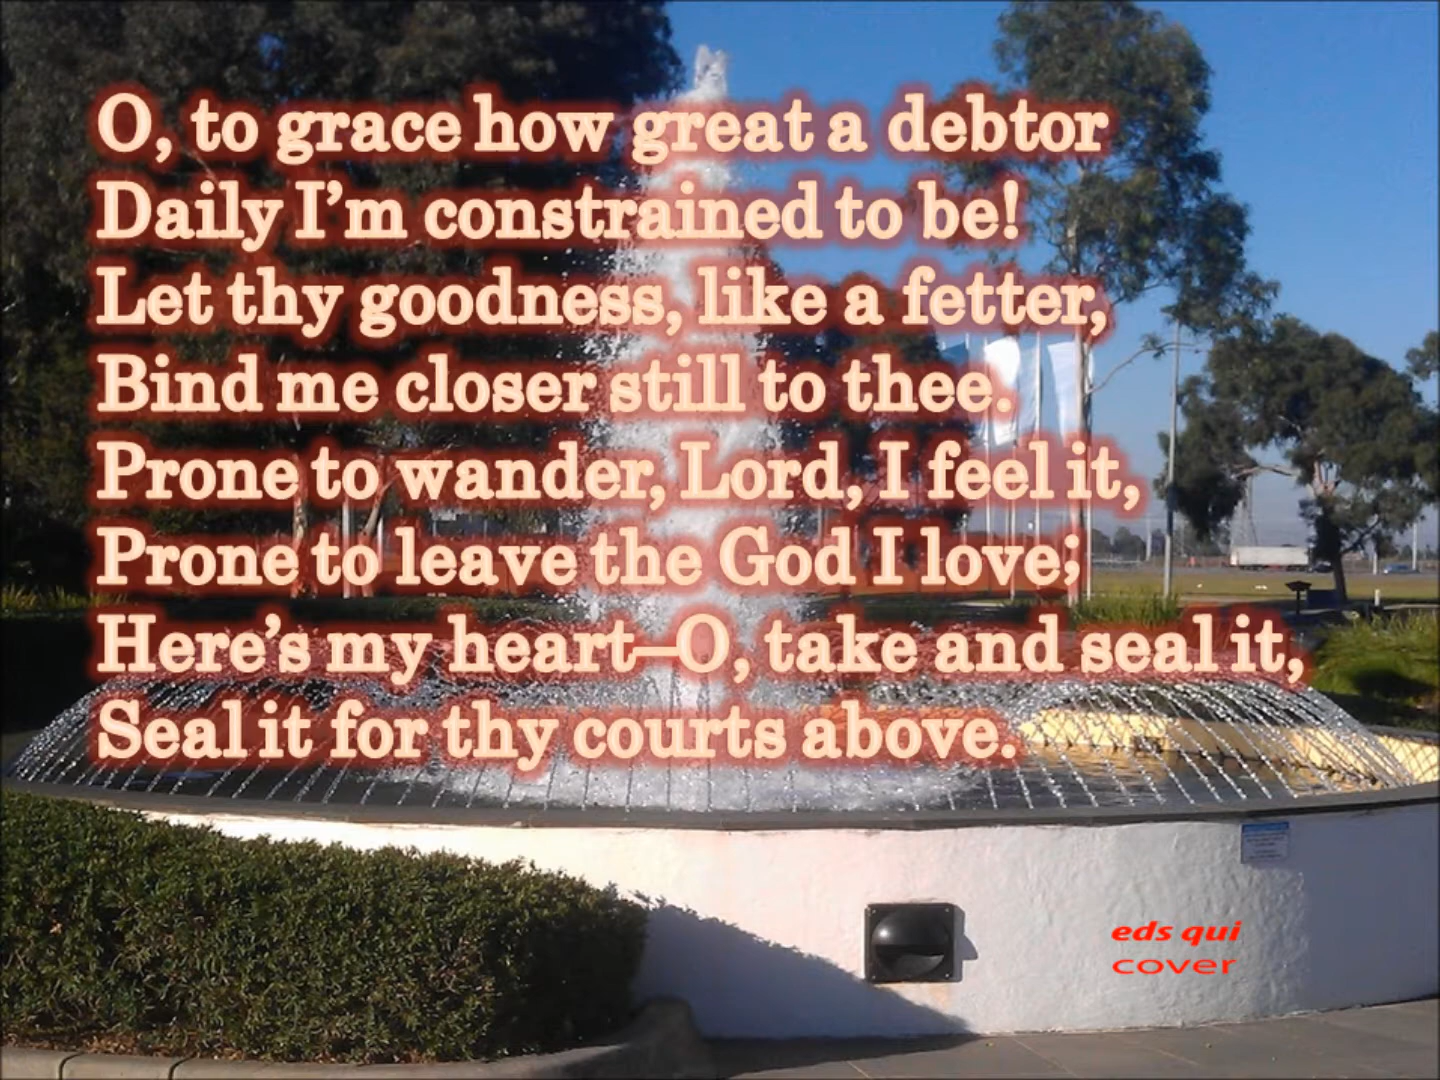 O, to grace how great a debtor
Daily I’m constrained to be!
Let thy goodness, like a fetter,
Bind me closer still to thee.
Prone to wander, Lord, I feel it,
Prone to leave the God I love;
Here’s my heart–O, take and seal it,
Seal it for thy courts above.
eds qui
cover